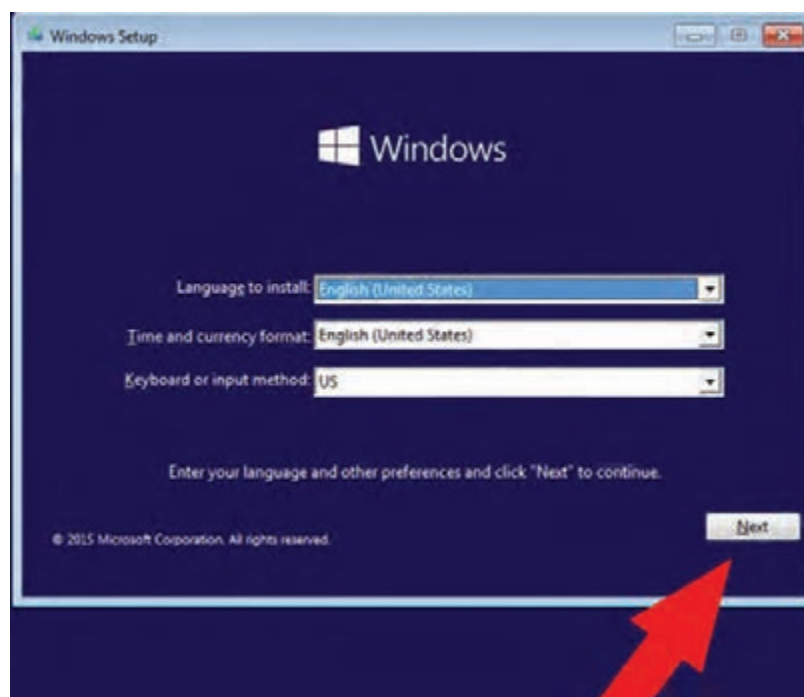 Windows Setup
Windows
Language to install: English (United States)
Time and currency format: English (United States)
Keyboard or input method: US
Enter your language and other preferences and click "Next" to continue.
© 2015 Microsoft Corporation. All rights reserved.
Next